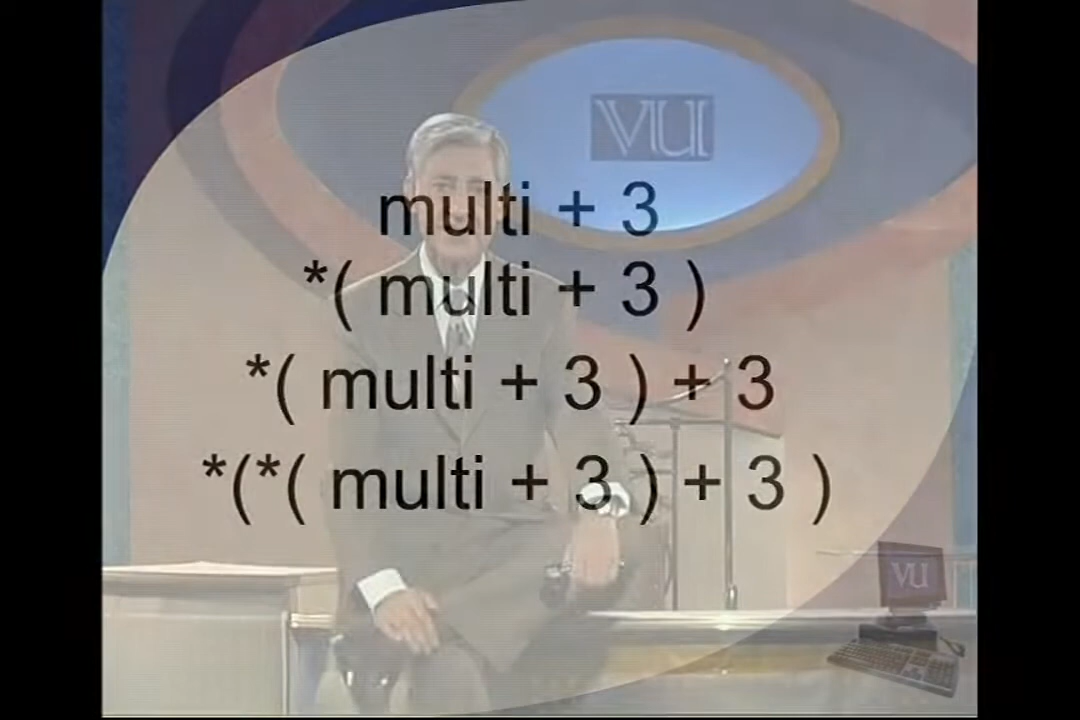 VU
multi + 3
*( multi + 3 )
*( multi + 3 ) + 3
*(*( multi + 3 ) + 3 )
VU